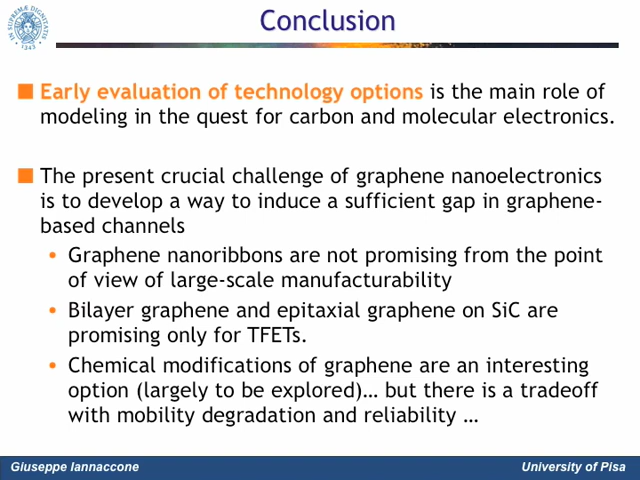 IN SUPREMÆ DIGNITATIS
1343
Conclusion
Early evaluation of technology options is the main role of
modeling in the quest for carbon and molecular electronics.
The present crucial challenge of graphene nanoelectronics
is to develop a way to induce a sufficient gap in graphene-
based channels
• Graphene nanoribbons are not promising from the point
of view of large-scale manufacturability
• Bilayer graphene and epitaxial graphene on SiC are
promising only for TFETs.
• Chemical modifications of graphene are an interesting
option (largely to be explored)… but there is a tradeoff
with mobility degradation and reliability …
Giuseppe Iannaccone
University of Pisa